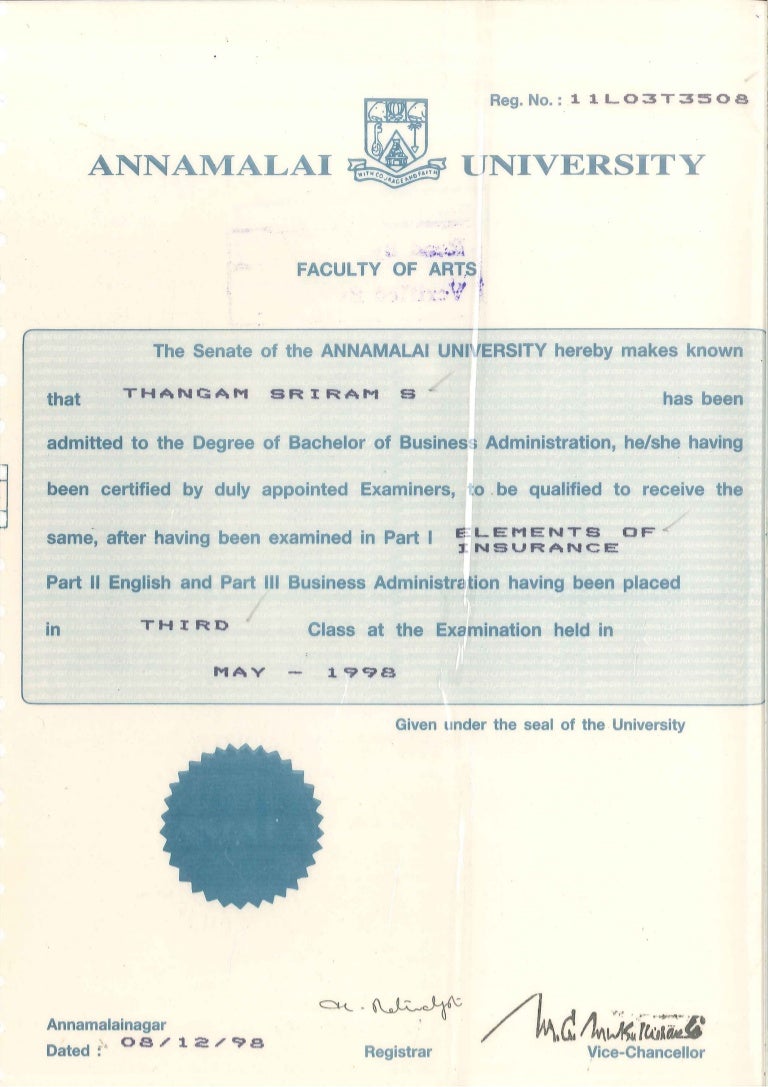 Reg. No. : 11L03T3508
ANNAMALAI UNIVERSITY
WITH COURAGE AND FAITH
FACULTY OF ARTS
The Senate of the ANNAMALAI UNIVERSITY hereby makes known
that THANGAM SRIRAM S has been
admitted to the Degree of Bachelor of Business Administration, he/she having
been certified by duly appointed Examiners, to be qualified to receive the
same, after having been examined in Part I ELEMENTS OF
INSURANCE
Part II English and Part III Business Administration having been placed
in THIRD Class at the Examination held in
MAY - 1998
Given under the seal of the University
Annamalainagar
Dated : 08/12/98
Registrar
Vice-Chancellor